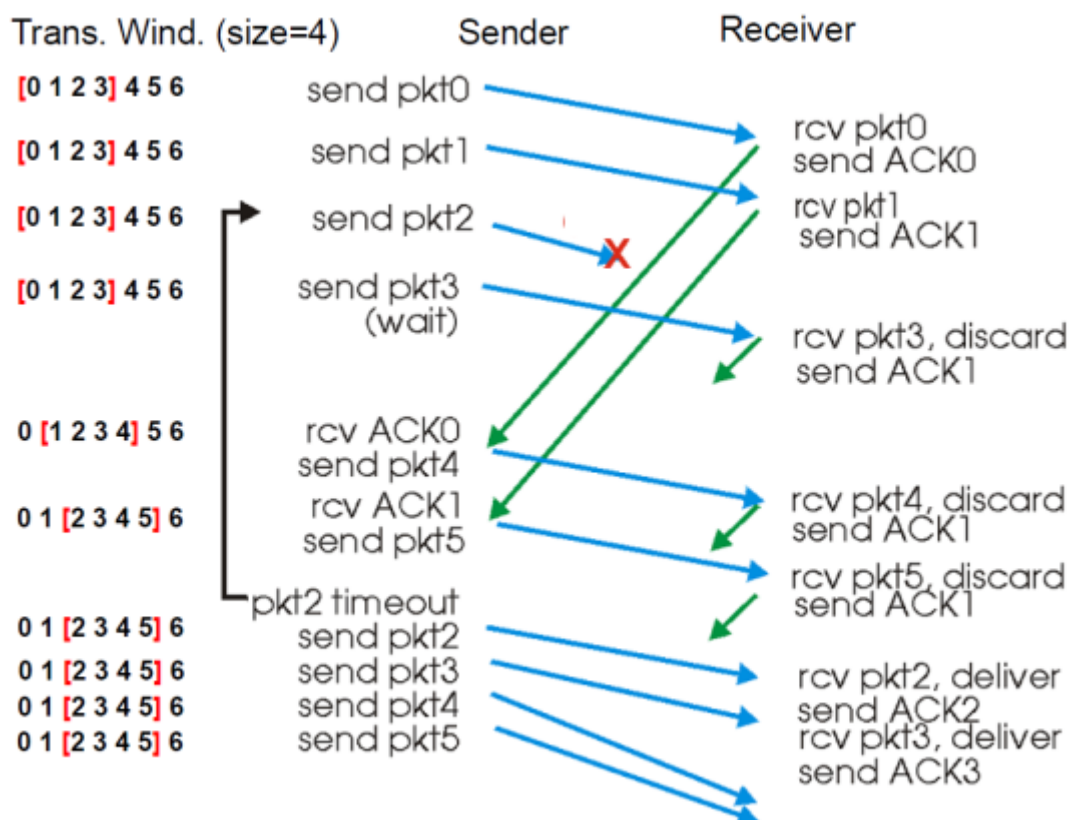 Trans. Wind. (size=4) Sender Receiver
[0 1 2 3] 4 5 6 send pkt0
rcv pkt0
send ACK0
[0 1 2 3] 4 5 6 send pkt1
rcv pkt1
send ACK1
[0 1 2 3] 4 5 6 send pkt2
X
[0 1 2 3] 4 5 6 send pkt3
(wait)
rcv pkt3, discard
send ACK1
0 [1 2 3 4] 5 6 rcv ACK0
send pkt4
rcv ACK1
0 1 [2 3 4 5] 6 send pkt5
rcv pkt4, discard
send ACK1
rcv pkt5, discard
send ACK1
pkt2 timeout
0 1 [2 3 4 5] 6 send pkt2
0 1 [2 3 4 5] 6 send pkt3
0 1 [2 3 4 5] 6 send pkt4
0 1 [2 3 4 5] 6 send pkt5
rcv pkt2, deliver
send ACK2
rcv pkt3, deliver
send ACK3